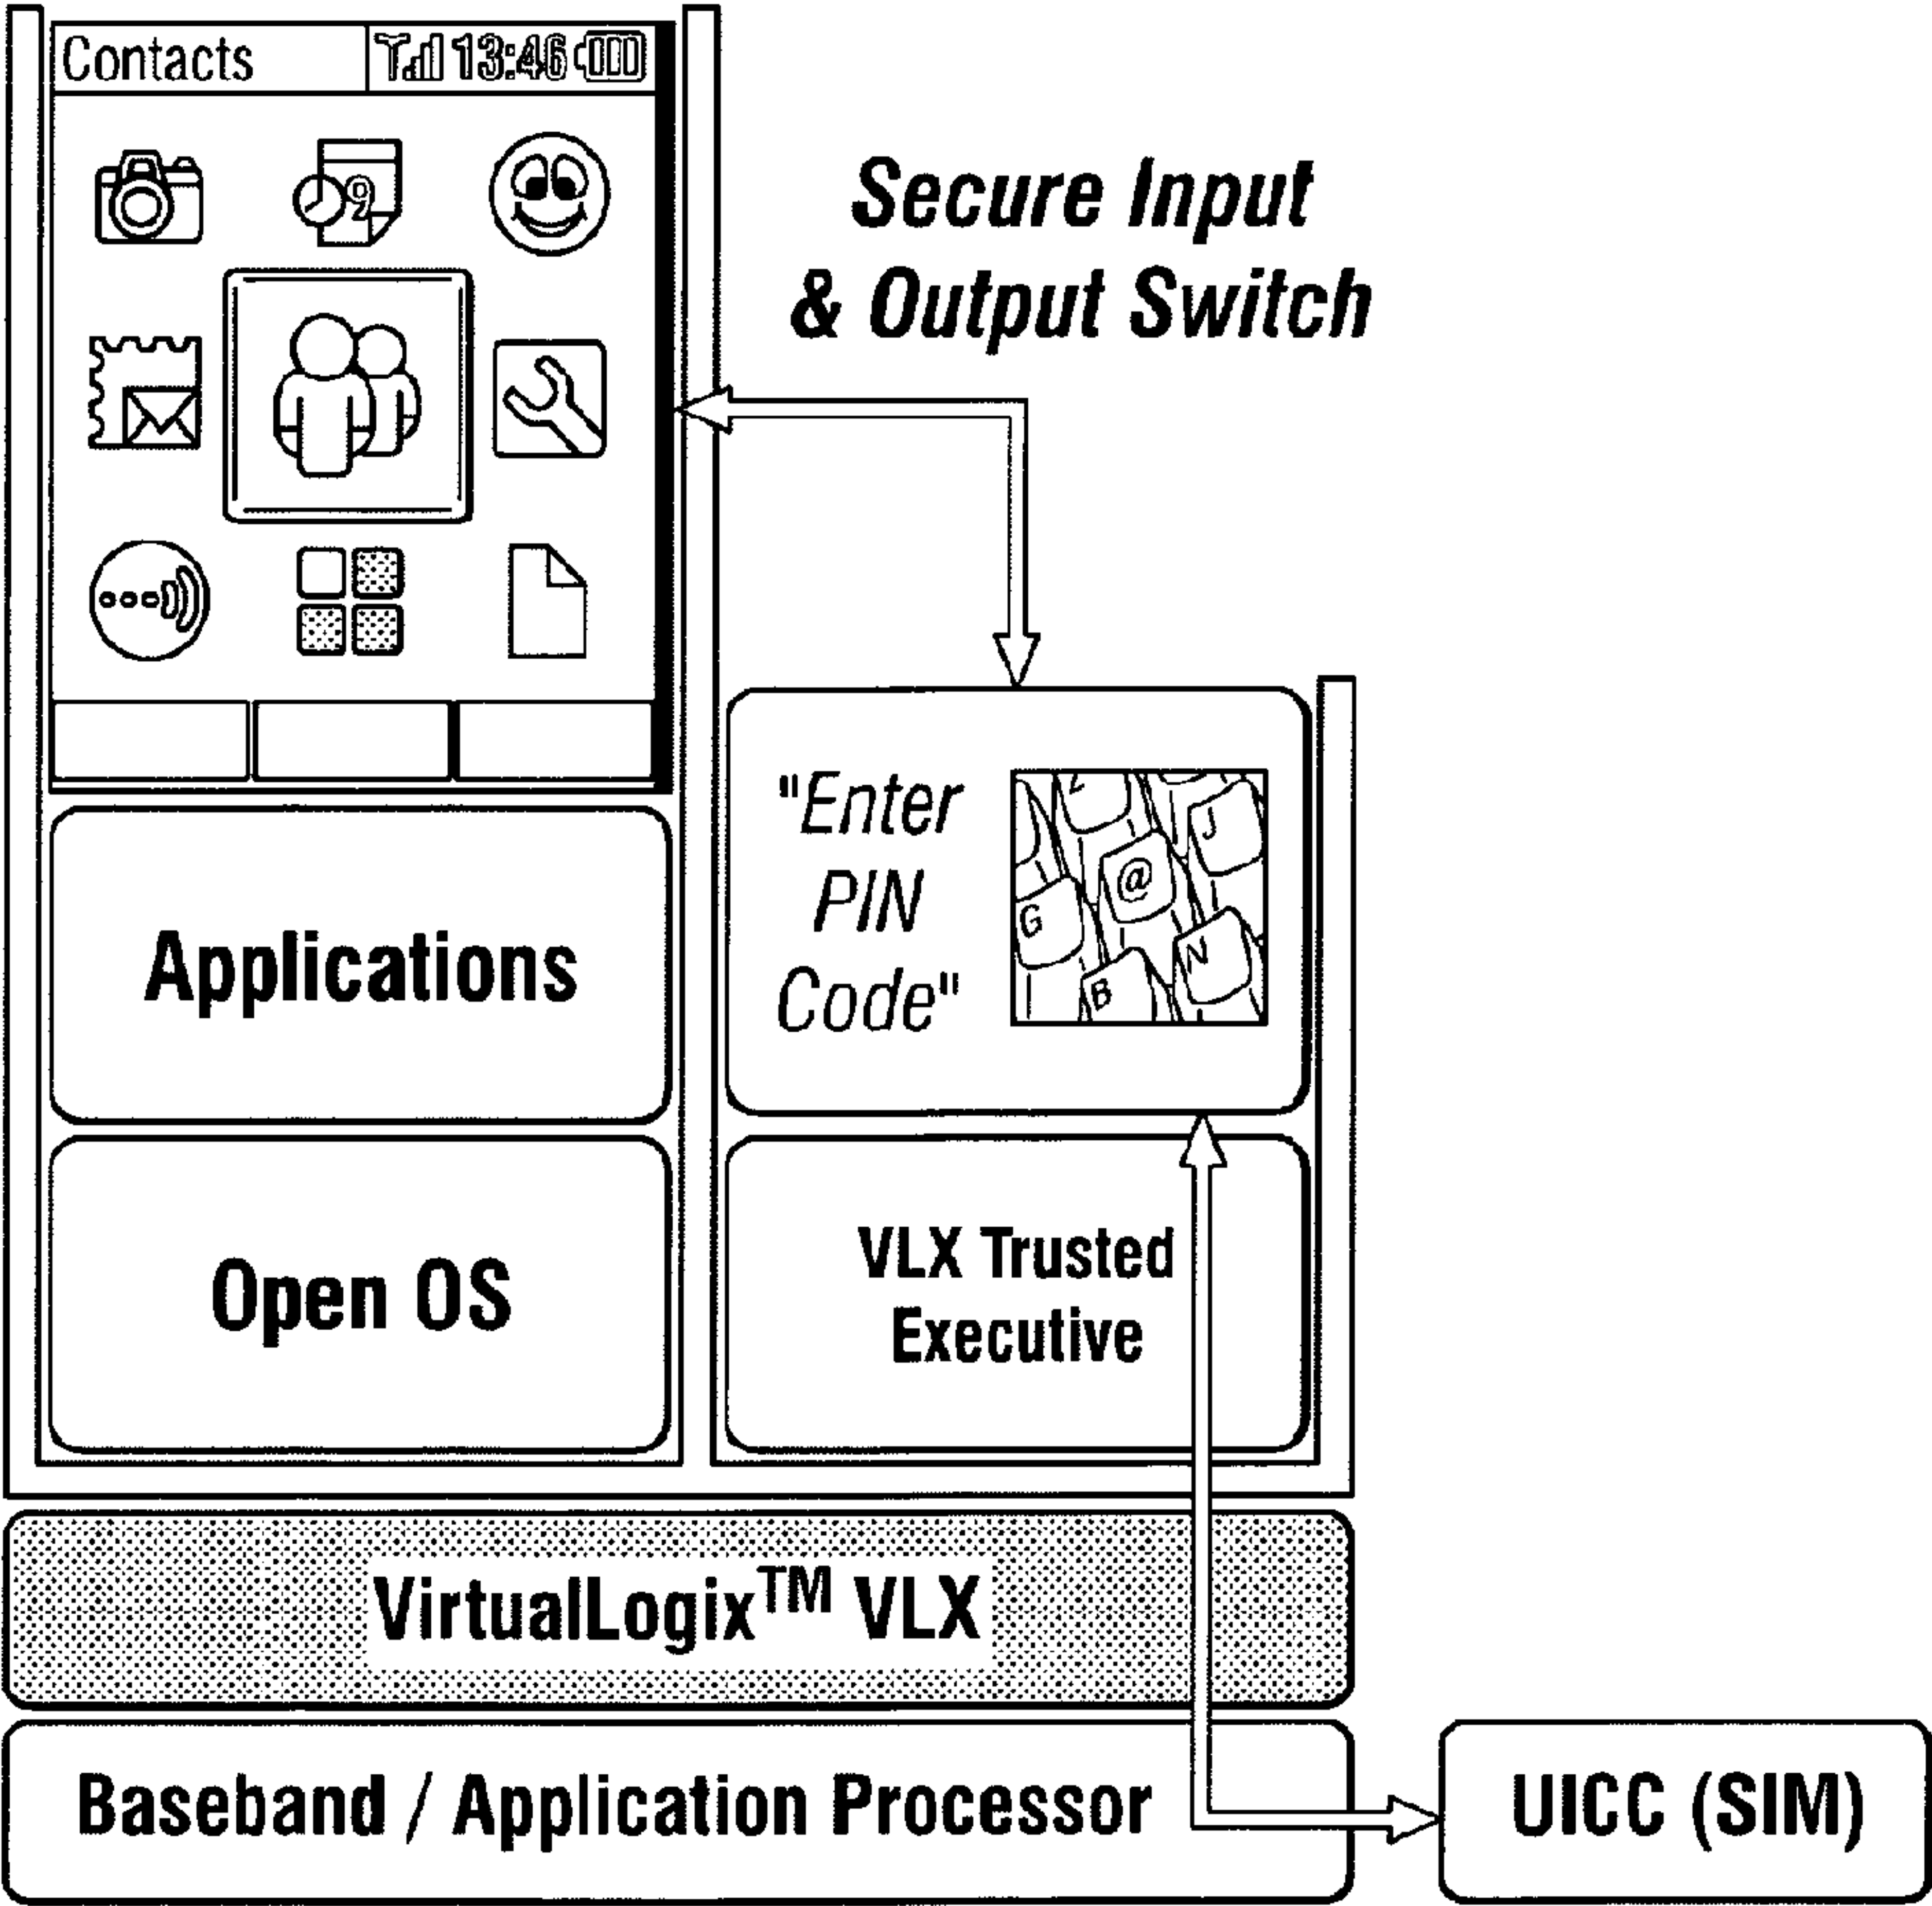 Contacts
13:46
9
Secure Input
& Output Switch
"Enter
PIN
Code"
J
@
G
N
B
Applications
Open OS
VLX Trusted
Executive
VirtualLogix™ VLX
Baseband / Application Processor
UICC (SIM)